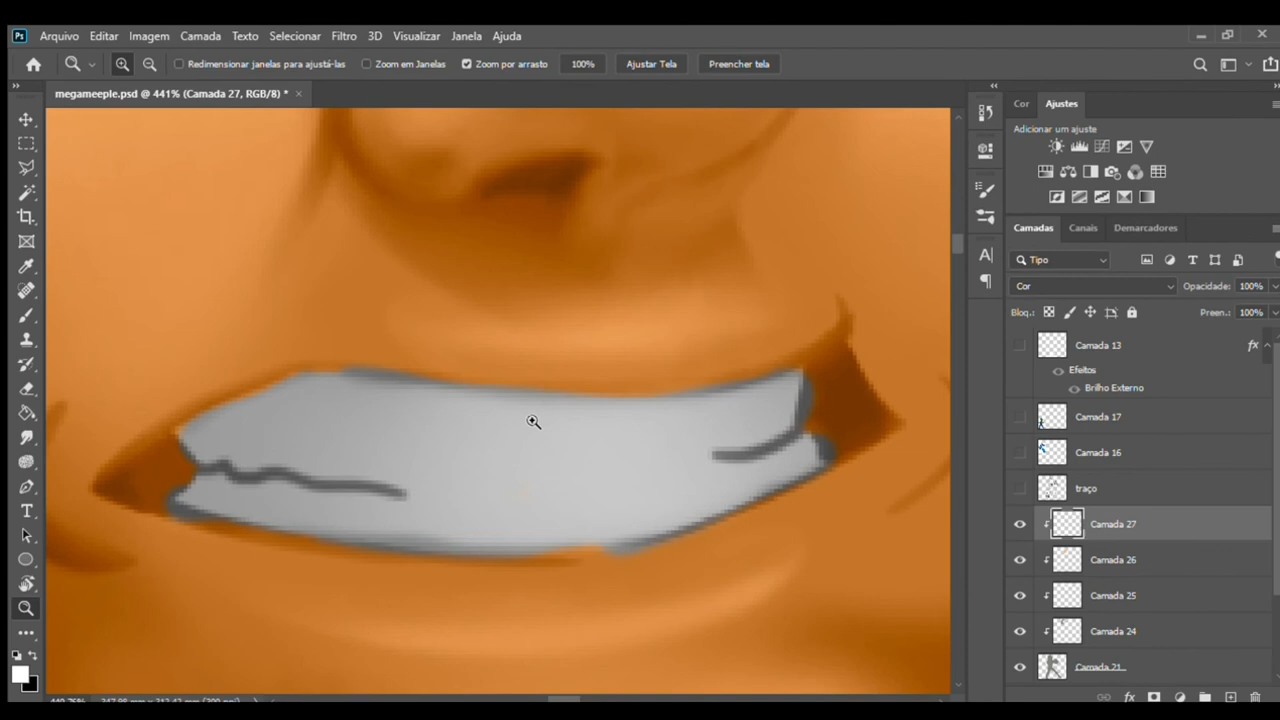 Ps Arquivo Editar Imagem Camada Texto Selecionar Filtro 3D Visualizar Janela Ajuda
Redimensionar janelas para ajustá-las Zoom em Janelas Zoom por arrasto 100% Ajustar Tela Preencher tela
megameeple.psd @ 441% (Camada 27, RGB/8) *
Cor Ajustes
Adicionar um ajuste
Camadas Canais Demarcadores
Tipo
Cor Opacidade: 100%
Bloq.: Preen.: 100%
Camada 13 fx
Efeitos
Brilho Externo
Camada 17
Camada 16
traço
Camada 27
Camada 26
Camada 25
Camada 24
Camada 21